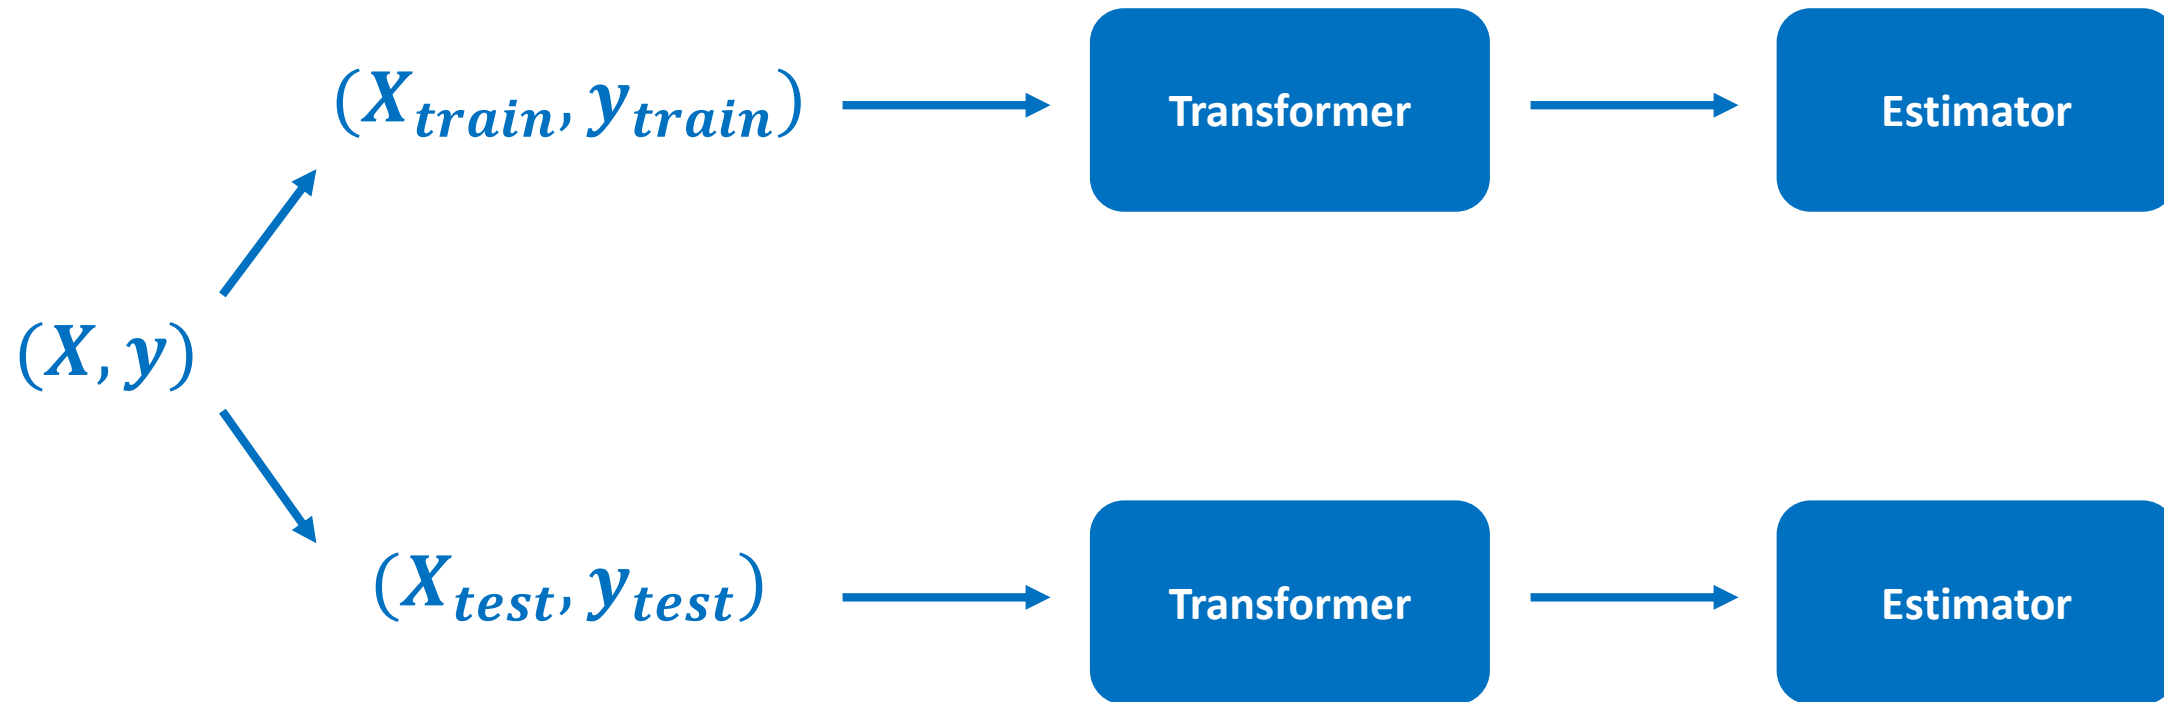 (X_train, y_train)
Transformer
Estimator
(X, y)
(X_test, y_test)
Transformer
Estimator